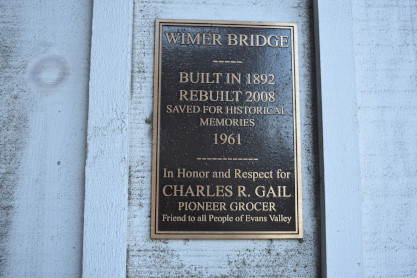 WIMER BRIDGE
-----
BUILT IN 1892
REBUILT 2008
SAVED FOR HISTORICAL
MEMORIES
1961
------------
In Honor and Respect for
CHARLES R. GAIL
PIONEER GROCER
Friend to all People of Evans Valley